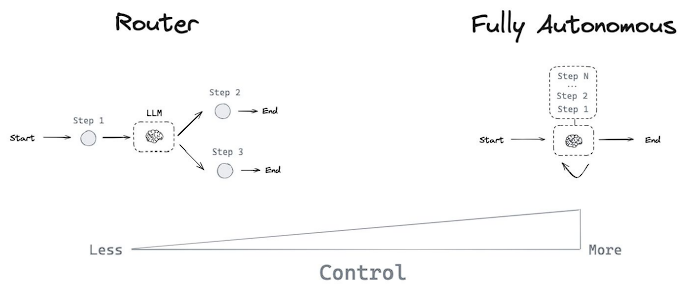 Router
Fully Autonomous
Start
Step 1
LLM
Step 2
End
Step 3
End
Step N
...
Step 2
Step 1
Start
End
Less
More
Control